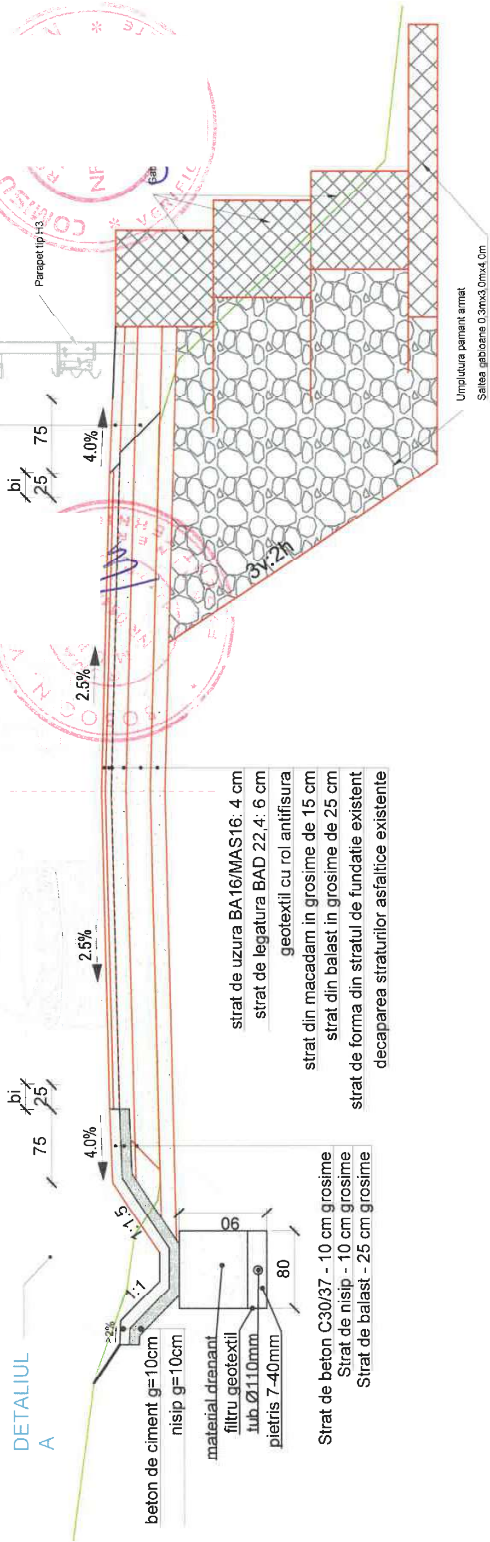 DETALIUL
A
75
bi
25
4.0%
2.5%
2.5%
bi
25
75
4.0%
Parapet tip H3
1:1.5
1:1
>2%
beton de ciment g=10cm
nisip g=10cm
material drenant
filtru geotextil
tub Ø110mm
pietris 7-40mm
90
80
Strat de beton C30/37 - 10 cm grosime
Strat de nisip - 10 cm grosime
Strat de balast - 25 cm grosime
strat de uzura BA16/MAS16: 4 cm
strat de legatura BAD 22,4: 6 cm
geotextil cu rol antifisura
strat din macadam in grosime de 15 cm
strat din balast in grosime de 25 cm
strat de forma din stratul de fundatie existent
decaparea straturilor asfaltice existente
3v:2h
Umplutura pamant armat
Saltea gabioane 0.3mx3.0mx4.0m